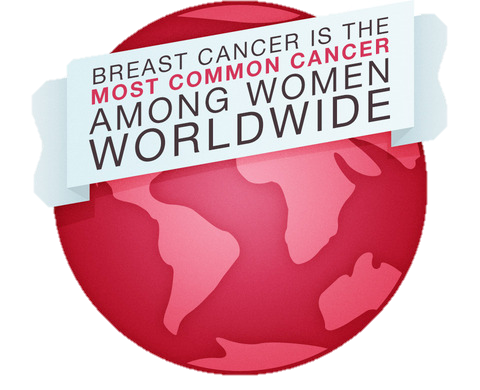 BREAST CANCER IS THE
MOST COMMON CANCER
AMONG WOMEN
WORLDWIDE